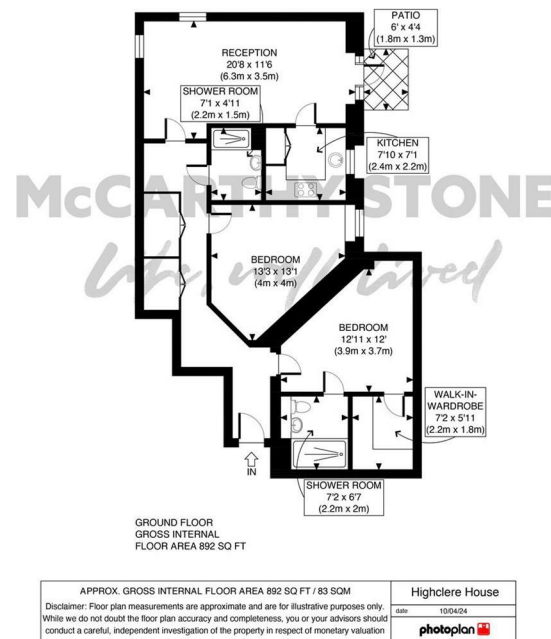 PATIO
6' x 4'4
(1.8m x 1.3m)
RECEPTION
20'8 x 11'6
(6.3m x 3.5m)
SHOWER ROOM
7'1 x 4'11
(2.2m x 1.5m)
KITCHEN
7'10 x 7'1
(2.4m x 2.2m)
McCARTHY STONE
life, well lived
BEDROOM
13'3 x 13'1
(4m x 4m)
BEDROOM
12'11 x 12'
(3.9m x 3.7m)
WALK-IN-
WARDROBE
7'2 x 5'11
(2.2m x 1.8m)
IN
SHOWER ROOM
7'2 x 6'7
(2.2m x 2m)
GROUND FLOOR
GROSS INTERNAL
FLOOR AREA 892 SQ FT
APPROX. GROSS INTERNAL FLOOR AREA 892 SQ FT / 83 SQM
Disclaimer: Floor plan measurements are approximate and are for illustrative purposes only.
While we do not doubt the floor plan accuracy and completeness, you or your advisors should
conduct a careful, independent investigation of the property in respect of monetary valuation
Highclere House
date 10/04/24
photoplan